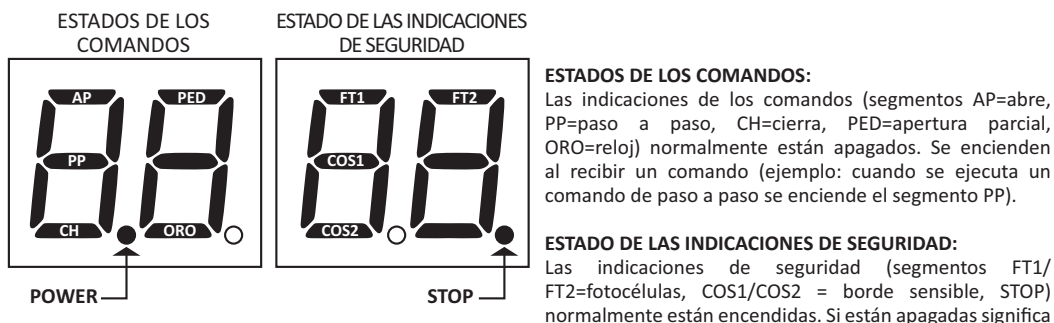 ESTADOS DE LOS
COMANDOS
ESTADO DE LAS INDICACIONES
DE SEGURIDAD
AP
PED
PP
CH
ORO
POWER
FT1
FT2
COS1
COS2
STOP
ESTADOS DE LOS COMANDOS:
Las indicaciones de los comandos (segmentos AP=abre,
PP=paso a paso, CH=cierra, PED=apertura parcial,
ORO=reloj) normalmente están apagados. Se encienden
al recibir un comando (ejemplo: cuando se ejecuta un
comando de paso a paso se enciende el segmento PP).
ESTADO DE LAS INDICACIONES DE SEGURIDAD:
Las indicaciones de seguridad (segmentos FT1/
FT2=fotocélulas, COS1/COS2 = borde sensible, STOP)
normalmente están encendidas. Si están apagadas significa